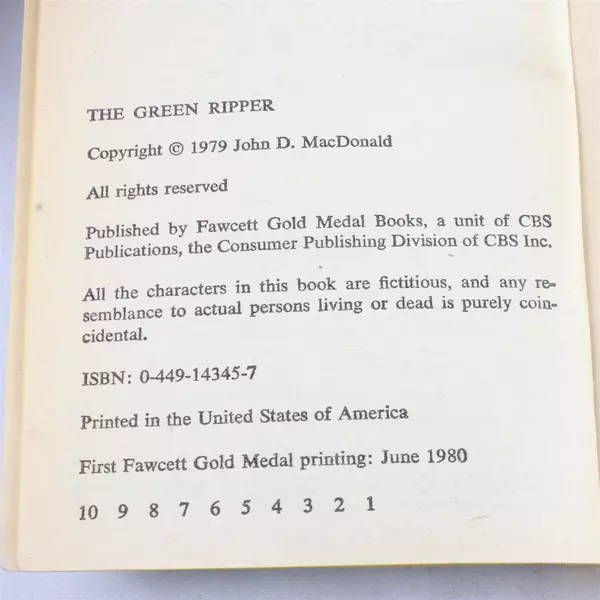 THE GREEN RIPPER
Copyright © 1979 John D. MacDonald
All rights reserved
Published by Fawcett Gold Medal Books, a unit of CBS
Publications, the Consumer Publishing Division of CBS Inc.
All the characters in this book are fictitious, and any re-
semblance to actual persons living or dead is purely coin-
cidental.
ISBN: 0-449-14345-7
Printed in the United States of America
First Fawcett Gold Medal printing: June 1980
10 9 8 7 6 5 4 3 2 1